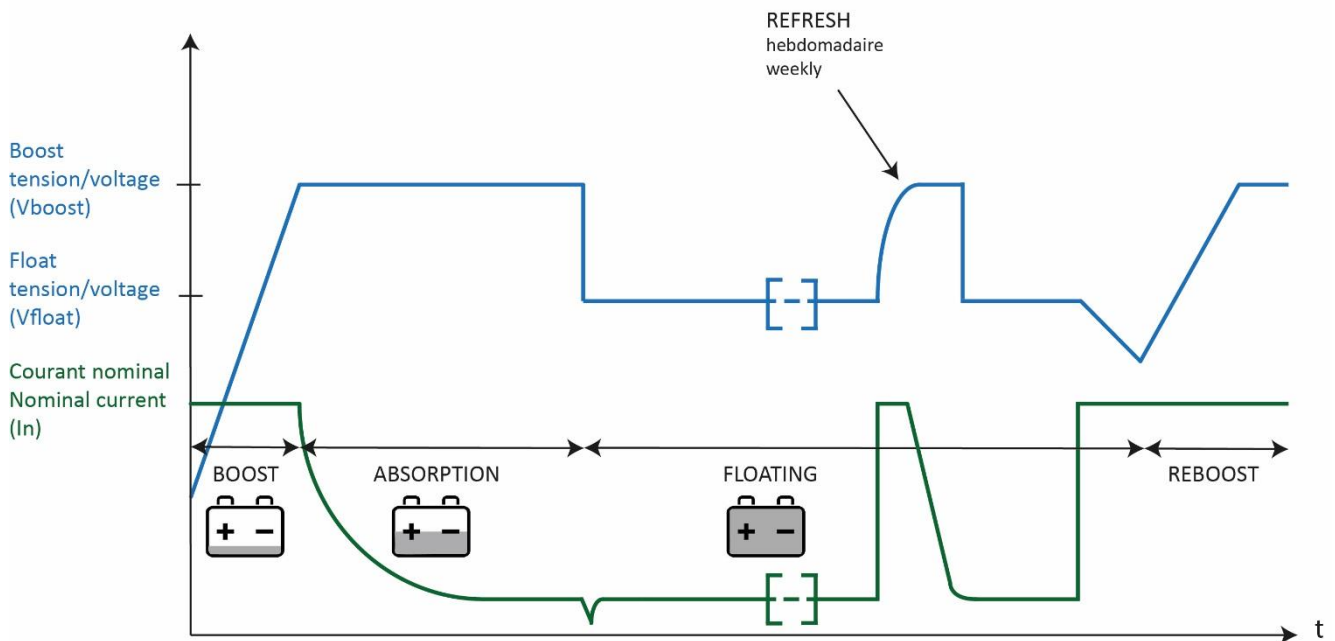 REFRESH
hebdomadaire
weekly
Boost
tension/voltage
(Vboost)
Float
tension/voltage
(Vfloat)
Courant nominal
Nominal current
(In)
BOOST
ABSORPTION
FLOATING
REBOOST
+ −
+ −
+ −
t